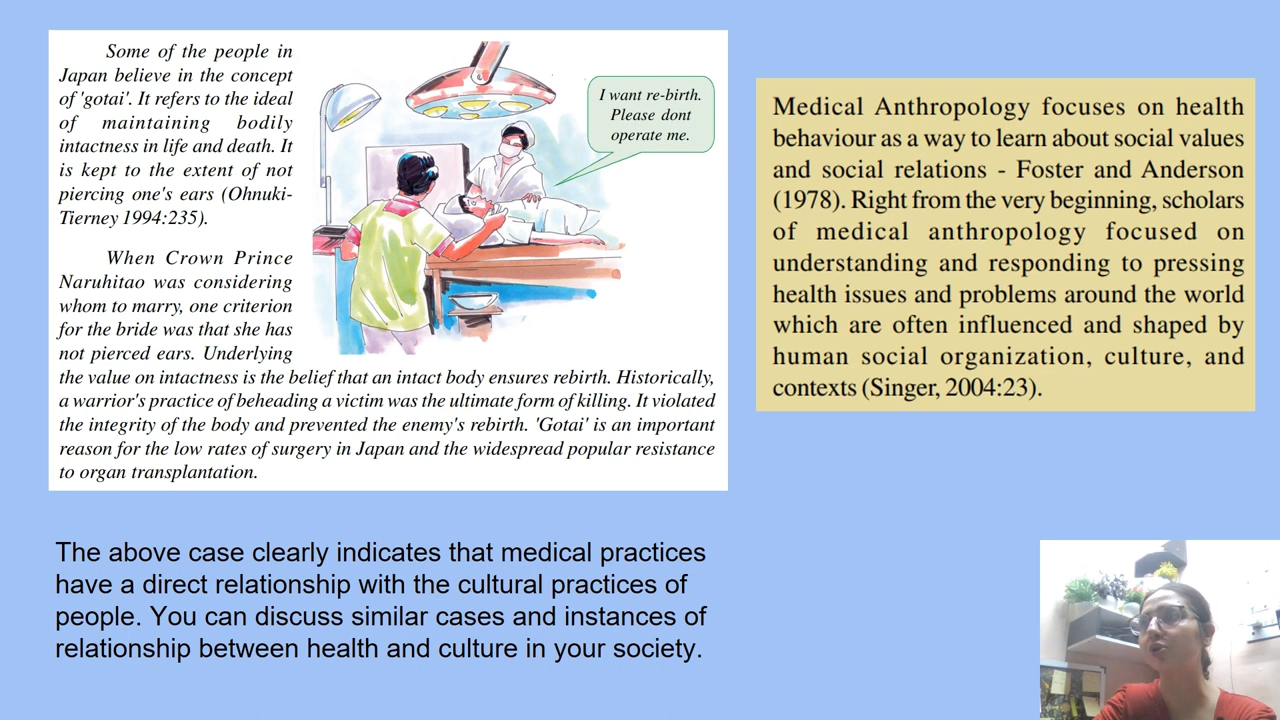 Some of the people in
Japan believe in the concept
of 'gotai'. It refers to the ideal
of maintaining bodily
intactness in life and death. It
is kept to the extent of not
piercing one's ears (Ohnuki-
Tierney 1994:235).
When Crown Prince
Naruhitao was considering
whom to marry, one criterion
for the bride was that she has
not pierced ears. Underlying
the value on intactness is the belief that an intact body ensures rebirth. Historically,
a warrior's practice of beheading a victim was the ultimate form of killing. It violated
the integrity of the body and prevented the enemy's rebirth. 'Gotai' is an important
reason for the low rates of surgery in Japan and the widespread popular resistance
to organ transplantation.
I want re-birth.
Please dont
operate me.
Medical Anthropology focuses on health
behaviour as a way to learn about social values
and social relations - Foster and Anderson
(1978). Right from the very beginning, scholars
of medical anthropology focused on
understanding and responding to pressing
health issues and problems around the world
which are often influenced and shaped by
human social organization, culture, and
contexts (Singer, 2004:23).
The above case clearly indicates that medical practices
have a direct relationship with the cultural practices of
people. You can discuss similar cases and instances of
relationship between health and culture in your society.